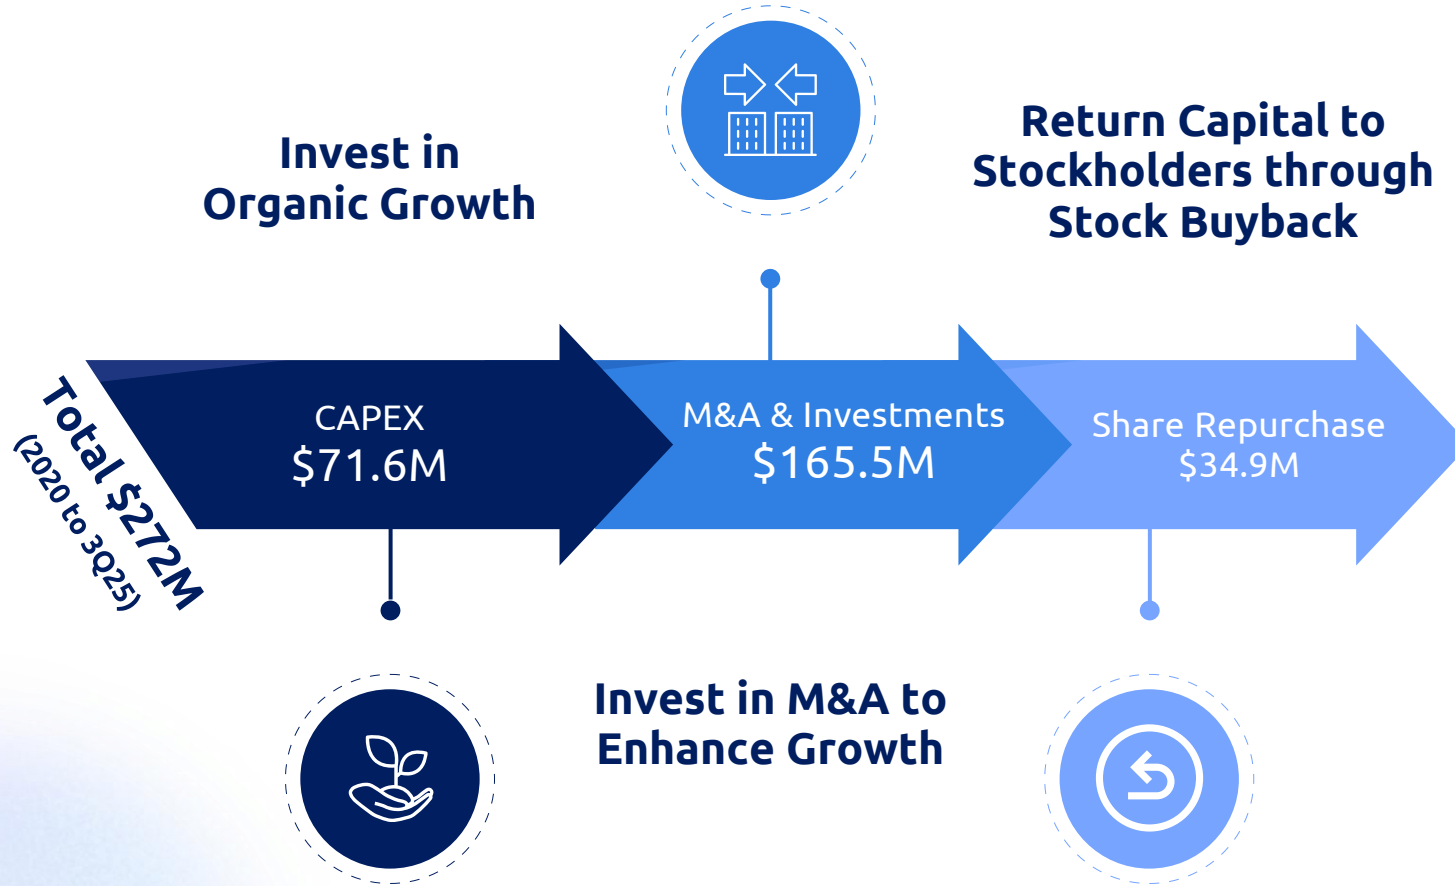 Invest in
Organic Growth
Return Capital to
Stockholders through
Stock Buyback
Total $272M
(2020 to 3Q25)
CAPEX
$71.6M
M&A & Investments
$165.5M
Share Repurchase
$34.9M
Invest in M&A to
Enhance Growth